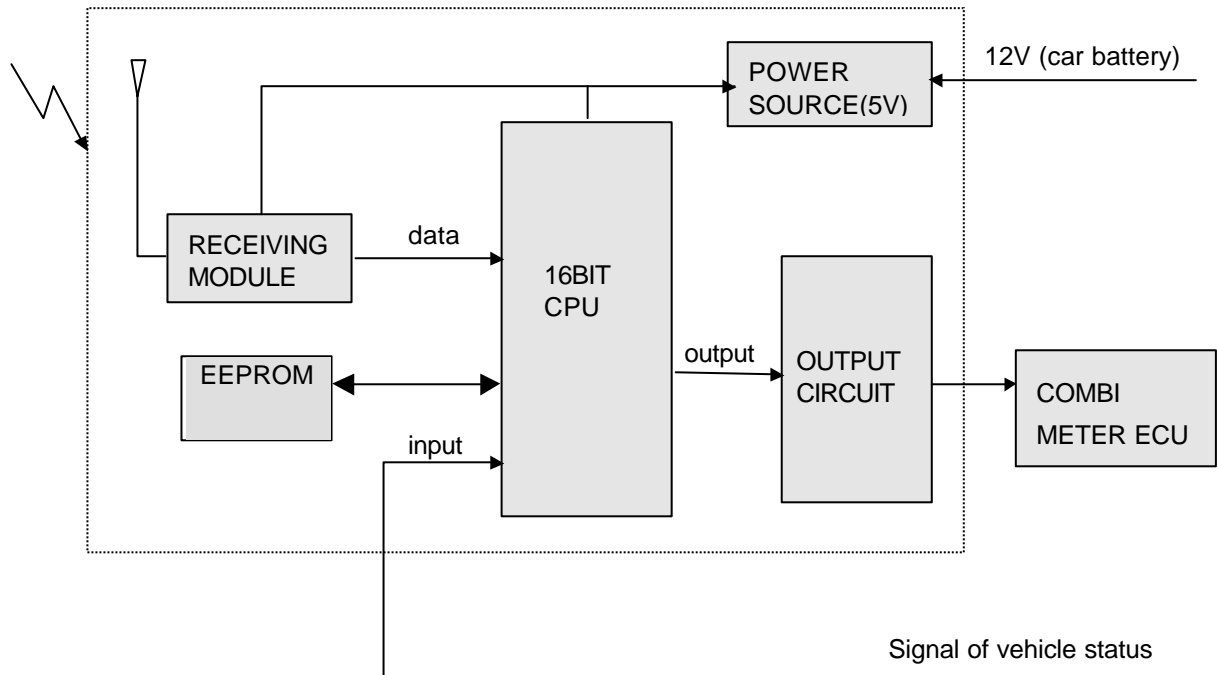 12V (car battery)
POWER
SOURCE(5V)
RECEIVING
MODULE
data
16BIT
CPU
EEPROM
input
output
OUTPUT
CIRCUIT
COMBI
METER ECU
Signal of vehicle status